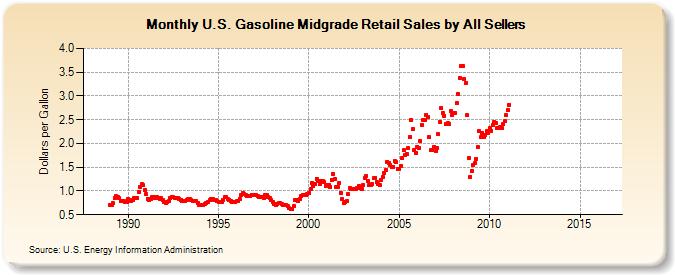 Monthly U.S. Gasoline Midgrade Retail Sales by All Sellers
Dollars per Gallon
4.0
3.5
3.0
2.5
2.0
1.5
1.0
0.5
1990 1995 2000 2005 2010 2015
Source: U.S. Energy Information Administration